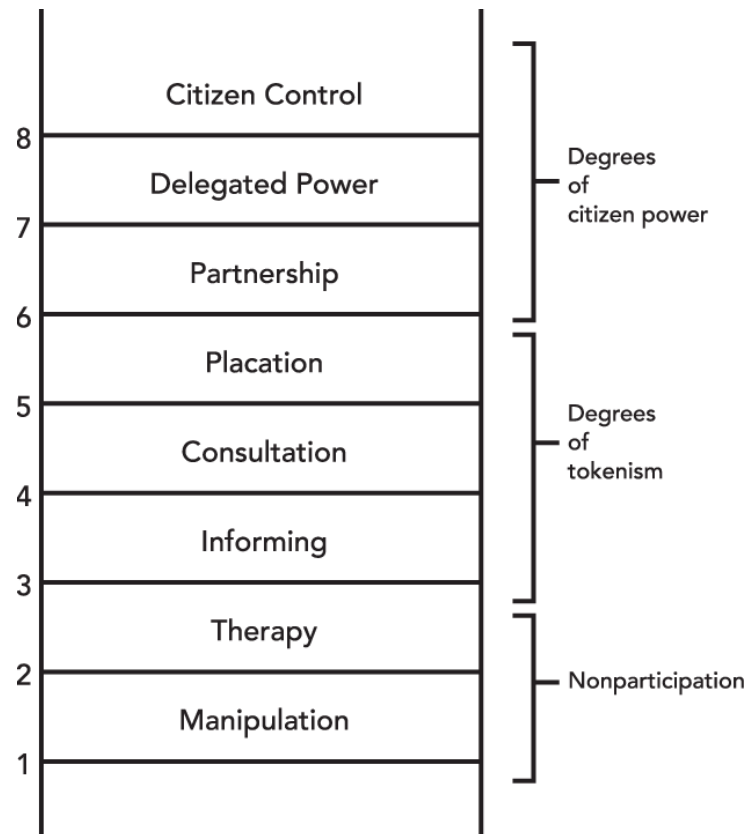 Citizen Control
8
Delegated Power
7
Partnership
6
Placation
5
Consultation
4
Informing
3
Therapy
2
Manipulation
1
Degrees
of
citizen power
Degrees
of
tokenism
Nonparticipation